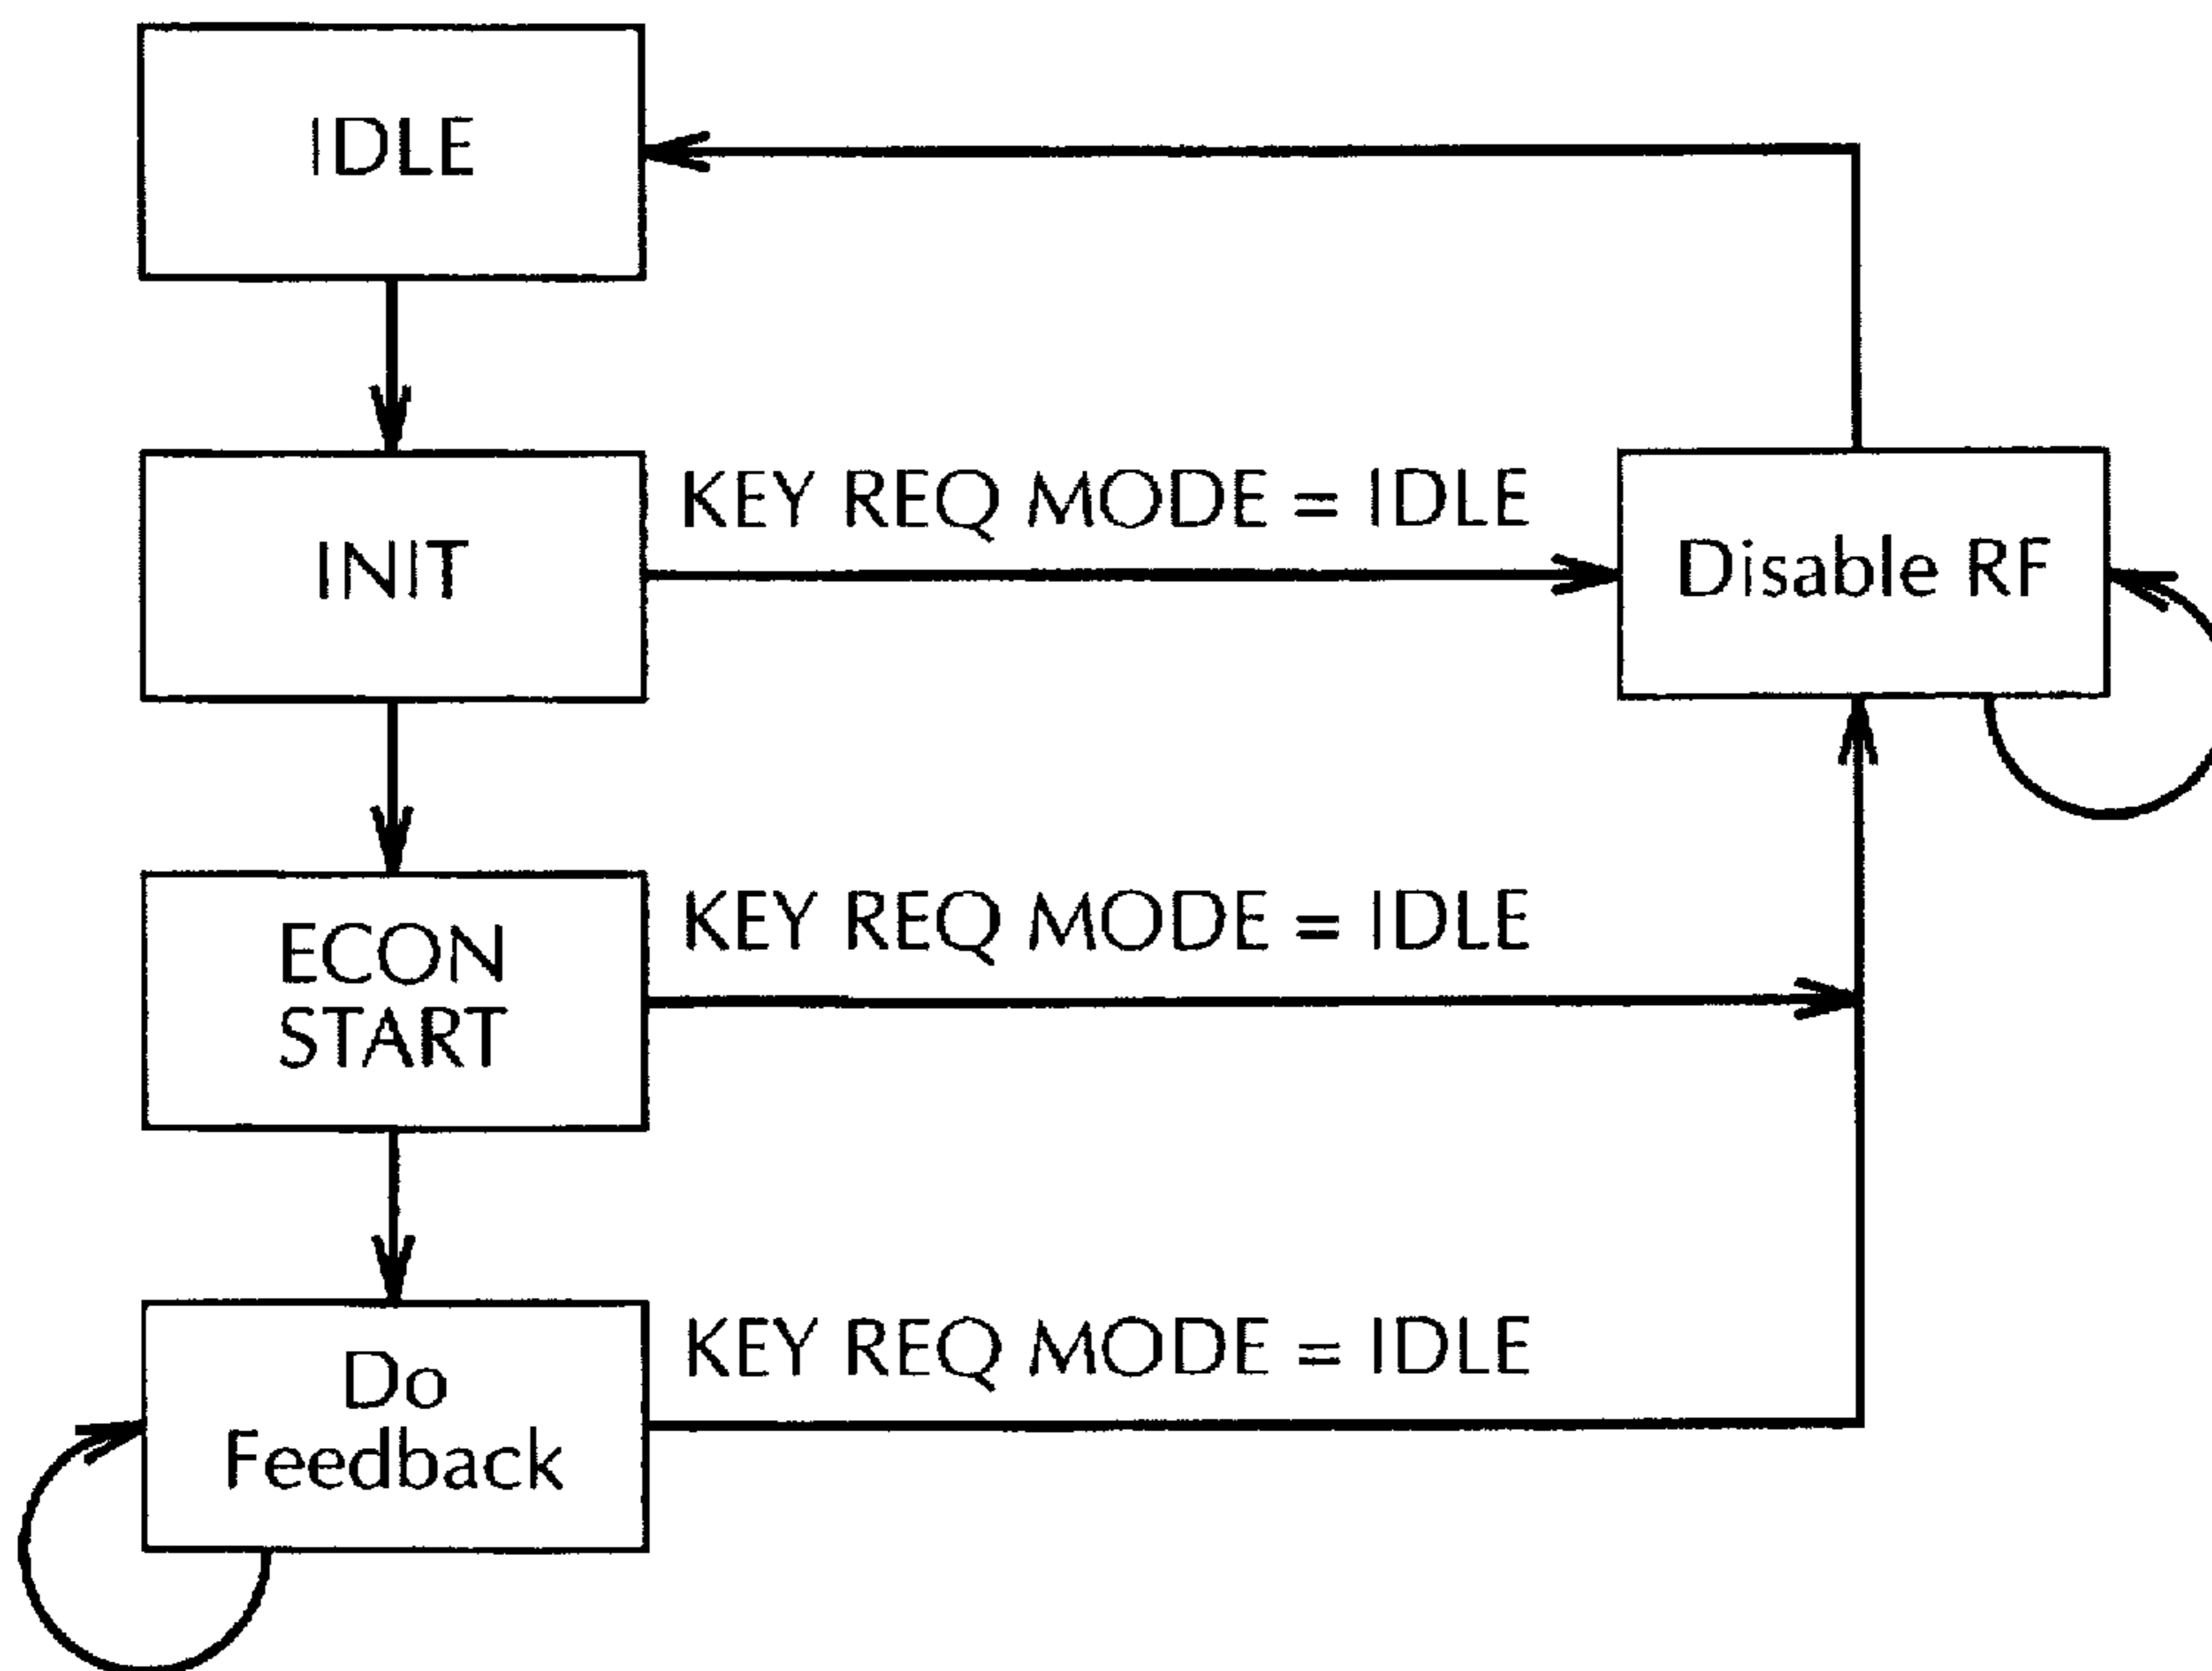 IDLE
KEY REQ MODE = IDLE
INIT
Disable RF
KEY REQ MODE = IDLE
ECON
START
KEY REQ MODE = IDLE
Do
Feedback